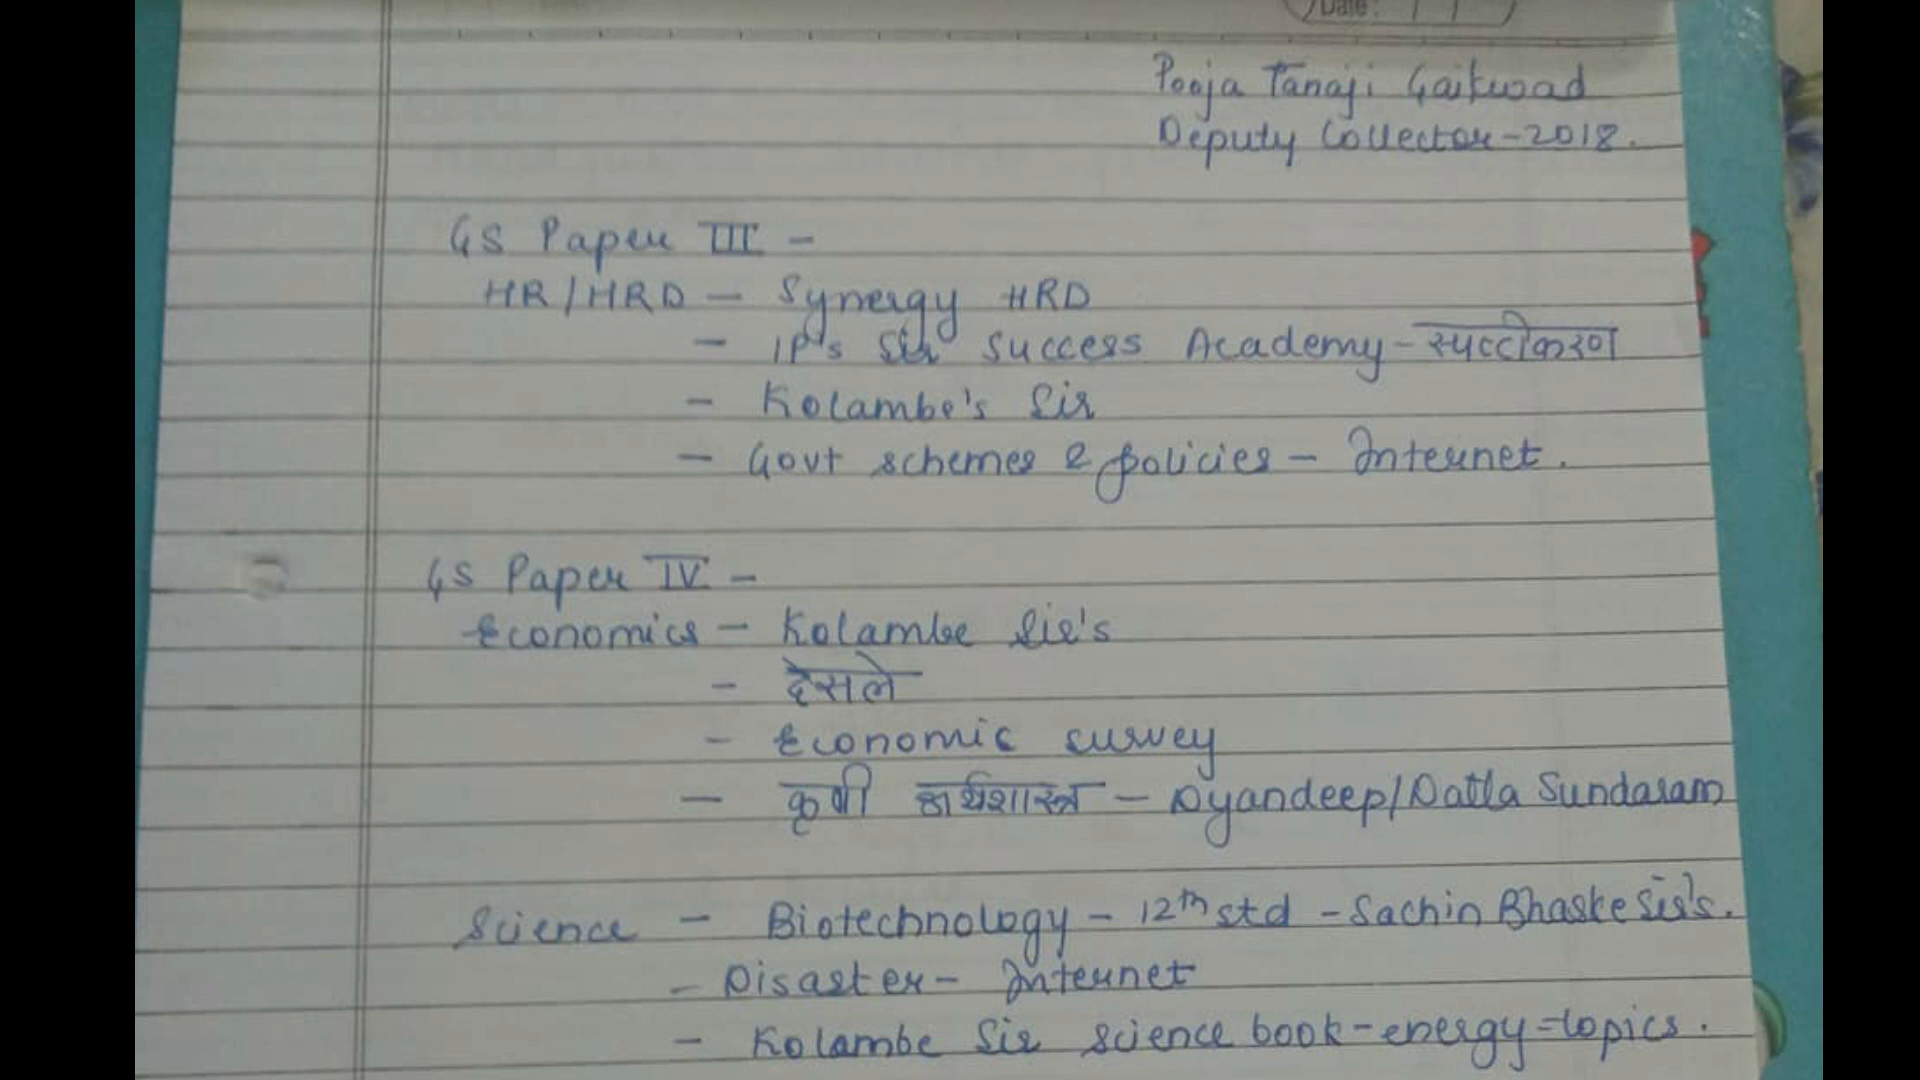 Date :
Pooja Tanaji Gaikwad
Deputy Collector-2018.
GS Paper III -
HR/HRD - Synergy HRD
- IP's Sir Success Academy-स्पष्टीकरण
- Kolambe's Sir
- Govt schemes & policies - Internet.
GS Paper IV -
Economics - Kolambe Sir's
- देसले
- Economic survey
- कृषी अर्थशास्त्र - Dyandeep/Datta Sundaram
Science - Biotechnology - 12th std - Sachin Bhaske Sir's.
- Disaster - Internet
- Kolambe Sir science book-energy-topics.